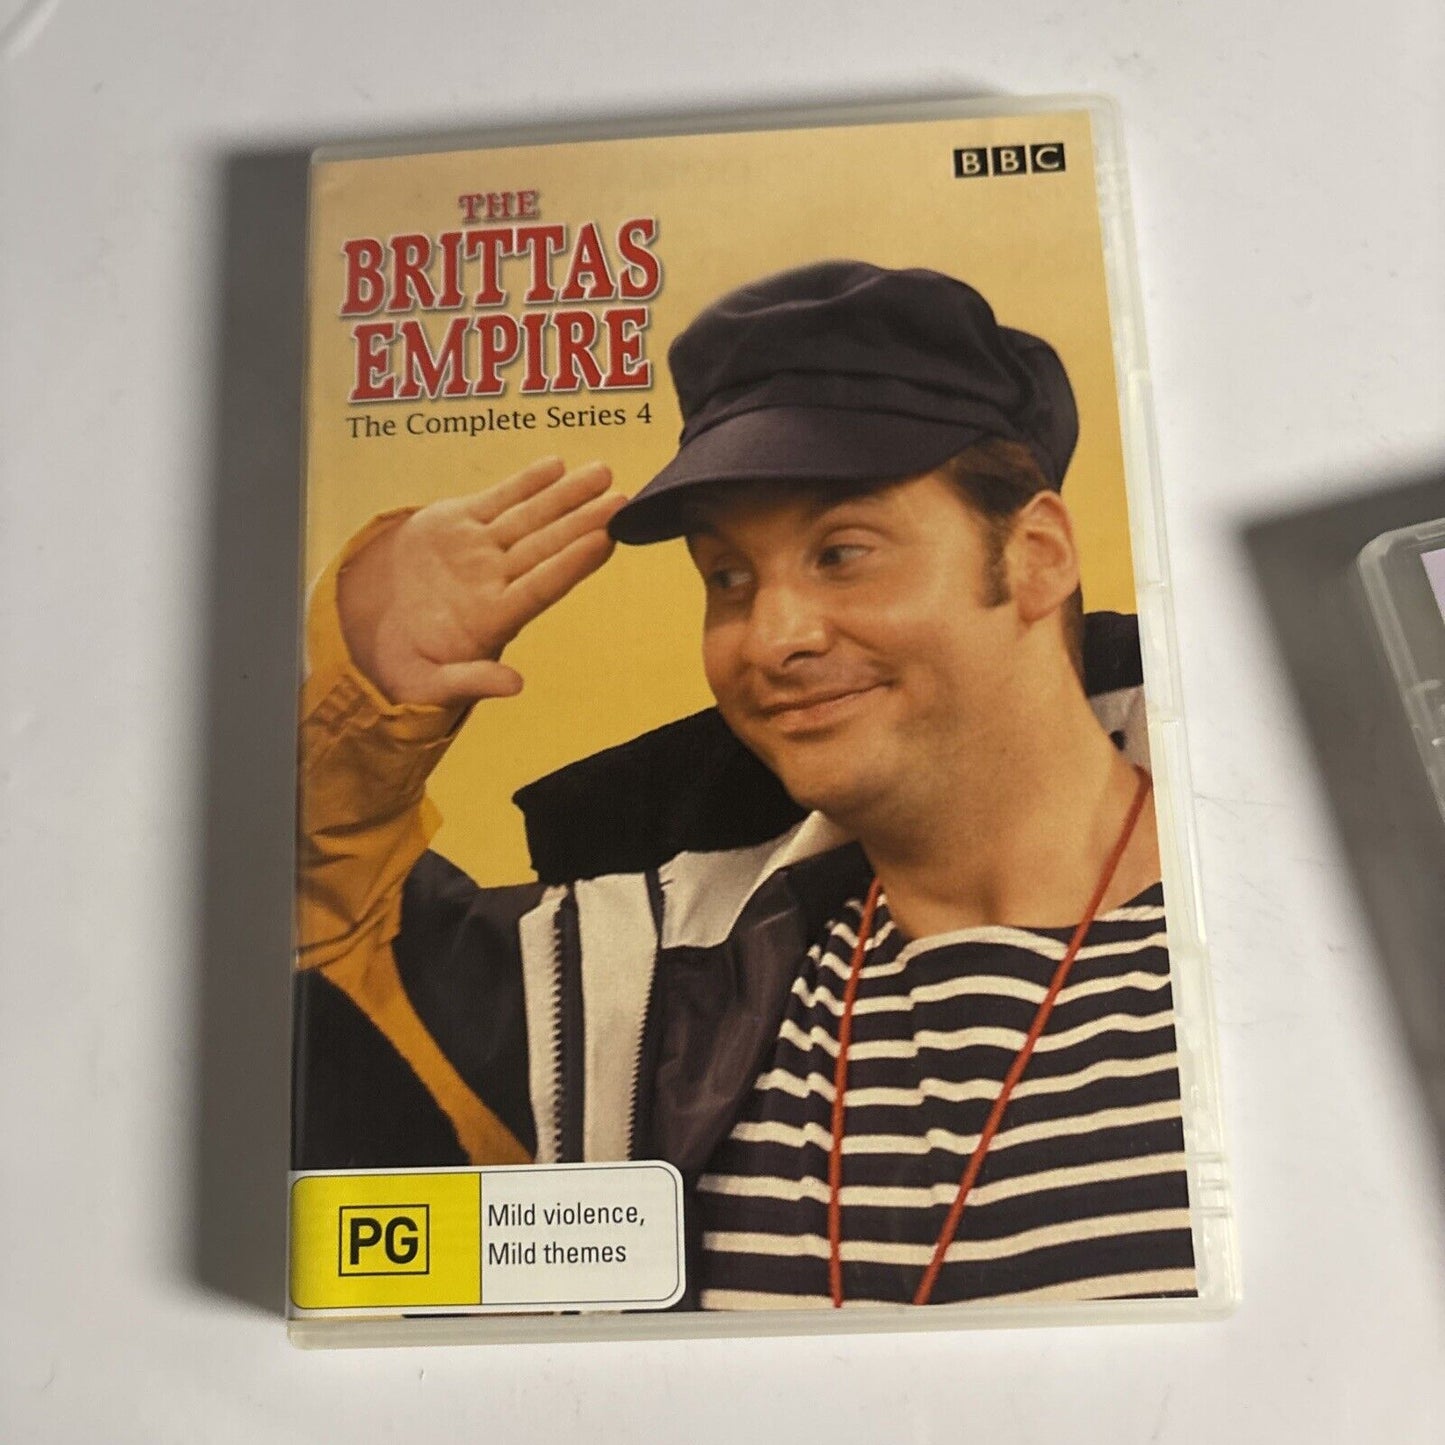 BBC
THE
BRITTAS
EMPIRE
The Complete Series 4
PG
Mild violence,
Mild themes